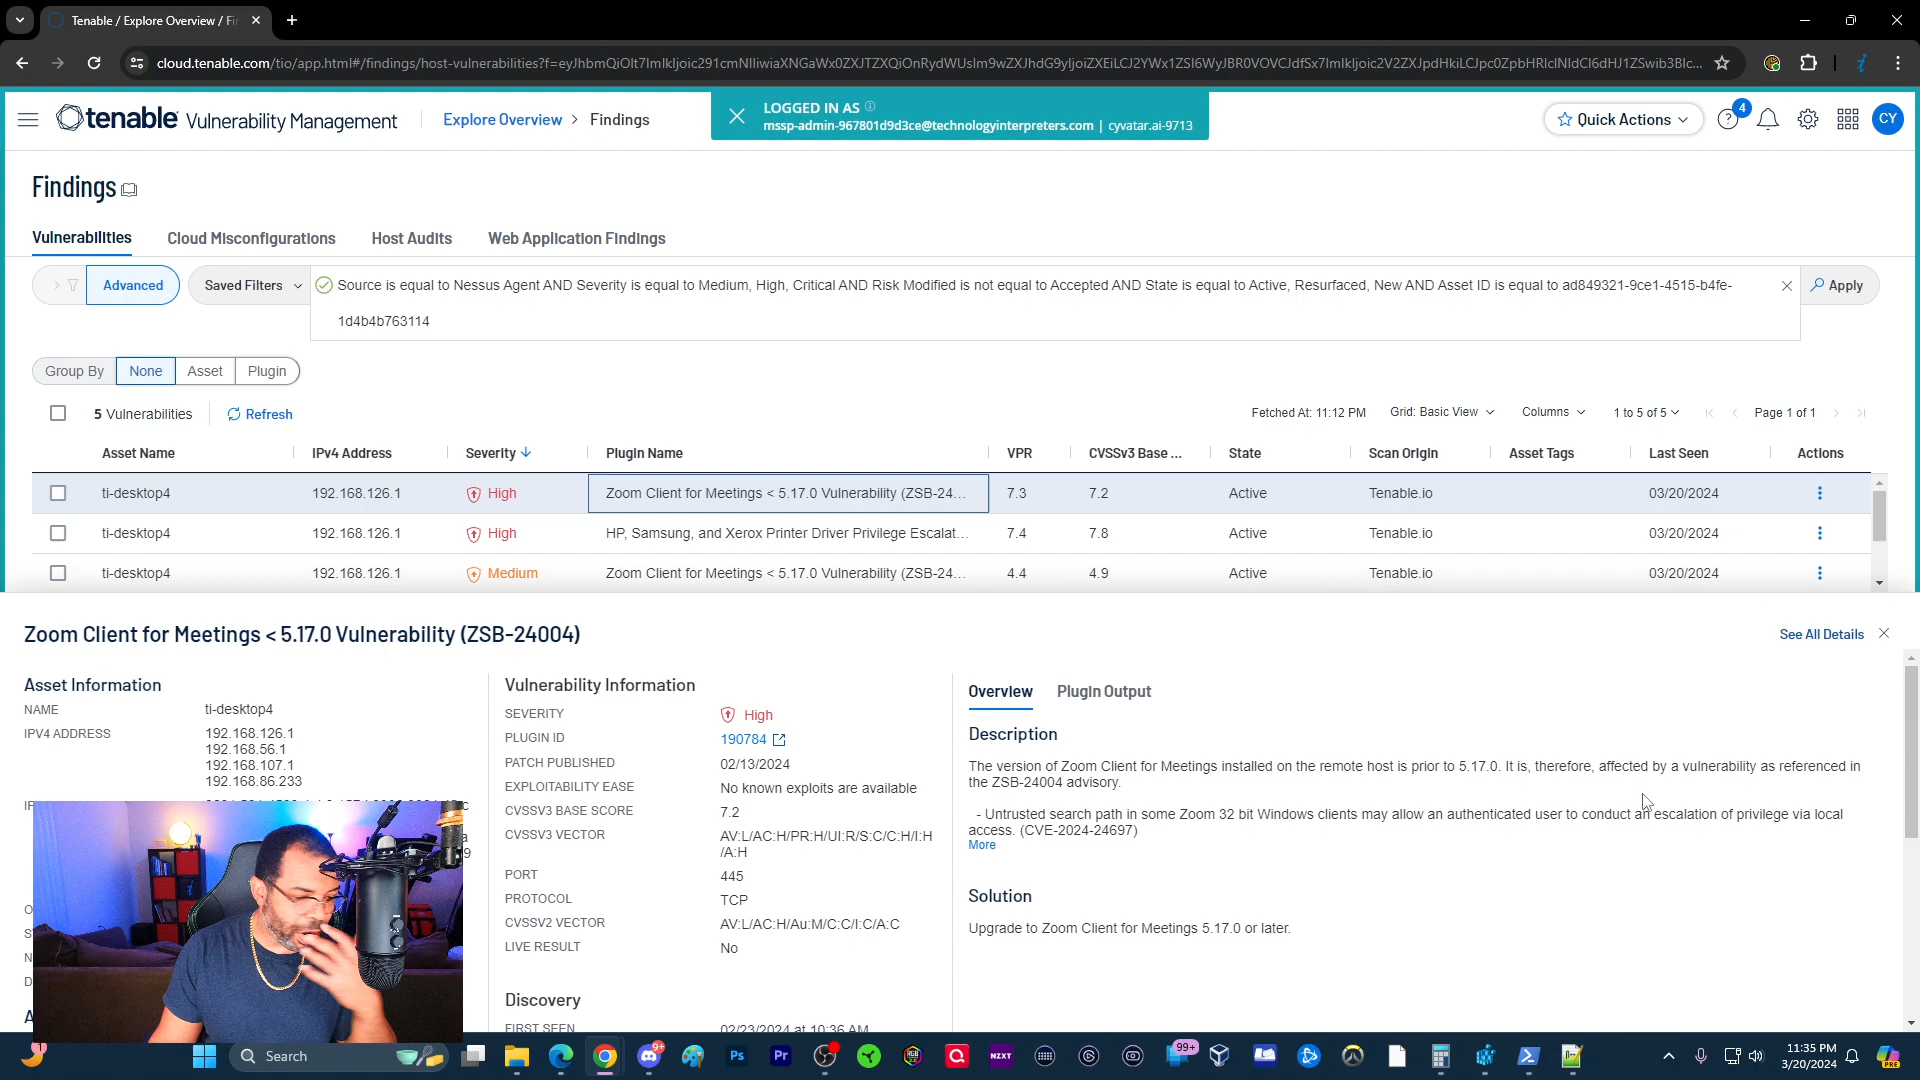 Tenable / Explore Overview / Fi
cloud.tenable.com/tio/app.html#/findings/host-vulnerabilities?f=
tenable Vulnerability Management
Explore Overview > Findings
LOGGED IN AS
mssp-admin-967801d9d3ce@technologyinterpreters.com | cyvatar.ai-9713
Quick Actions
4
CY
Findings
Vulnerabilities Cloud Misconfigurations Host Audits Web Application Findings
Advanced
Saved Filters
Source is equal to Nessus Agent AND Severity is equal to Medium, High, Critical AND Risk Modified is not equal to Accepted AND State is equal to Active, Resurfaced, New AND Asset ID is equal to ad849321-9ce1-4515-b4fe-
1d4b4b763114
Apply
Group By None Asset Plugin
5 Vulnerabilities Refresh
Fetched At: 11:12 PM Grid: Basic View Columns 1 to 5 of 5 Page 1 of 1
Asset Name IPv4 Address Severity Plugin Name VPR CVSSv3 Base ... State Scan Origin Asset Tags Last Seen Actions
ti-desktop4 192.168.126.1 High Zoom Client for Meetings < 5.17.0 Vulnerability (ZSB-24... 7.3 7.2 Active Tenable.io 03/20/2024
ti-desktop4 192.168.126.1 High HP, Samsung, and Xerox Printer Driver Privilege Escalat... 7.4 7.8 Active Tenable.io 03/20/2024
ti-desktop4 192.168.126.1 Medium Zoom Client for Meetings < 5.17.0 Vulnerability (ZSB-24... 4.4 4.9 Active Tenable.io 03/20/2024
Zoom Client for Meetings < 5.17.0 Vulnerability (ZSB-24004)
See All Details
Asset Information
NAME ti-desktop4
IPV4 ADDRESS 192.168.126.1
192.168.56.1
192.168.107.1
192.168.86.233
Vulnerability Information
SEVERITY High
PLUGIN ID 190784
PATCH PUBLISHED 02/13/2024
EXPLOITABILITY EASE No known exploits are available
CVSSV3 BASE SCORE 7.2
CVSSV3 VECTOR AV:L/AC:H/PR:H/UI:R/S:C/C:H/I:H
/A:H
PORT 445
PROTOCOL TCP
CVSSV2 VECTOR AV:L/AC:H/Au:M/C:C/I:C/A:C
LIVE RESULT No
Discovery
FIRST SEEN 02/23/2024 at 10:36 AM
Overview Plugin Output
Description
The version of Zoom Client for Meetings installed on the remote host is prior to 5.17.0. It is, therefore, affected by a vulnerability as referenced in
the ZSB-24004 advisory.
- Untrusted search path in some Zoom 32 bit Windows clients may allow an authenticated user to conduct an escalation of privilege via local
access. (CVE-2024-24697)
More
Solution
Upgrade to Zoom Client for Meetings 5.17.0 or later.
Search
9+
Ps
Pr
NZXT
99+
11:35 PM
3/20/2024